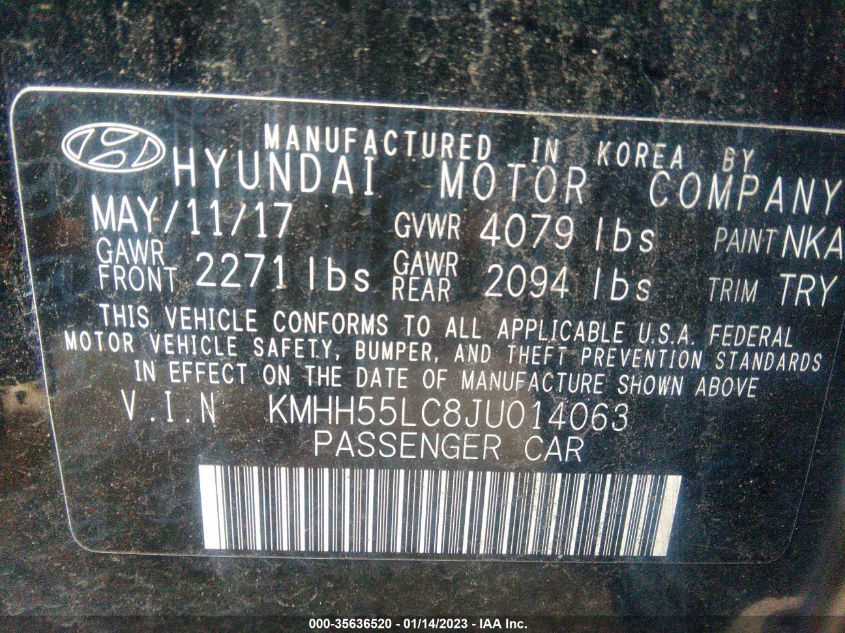 MANUFACTURED IN KOREA BY
HYUNDAI MOTOR COMPANY
MAY/11/17 GVWR 4079 lbs PAINT NKA
GAWR FRONT 2271 lbs GAWR REAR 2094 lbs TRIM TRY
THIS VEHICLE CONFORMS TO ALL APPLICABLE U.S.A. FEDERAL
MOTOR VEHICLE SAFETY, BUMPER, AND THEFT PREVENTION STANDARDS
IN EFFECT ON THE DATE OF MANUFACTURE SHOWN ABOVE
V.I.N KMHH55LC8JU014063
PASSENGER CAR
000-35636520 - 01/14/2023 - IAA Inc.